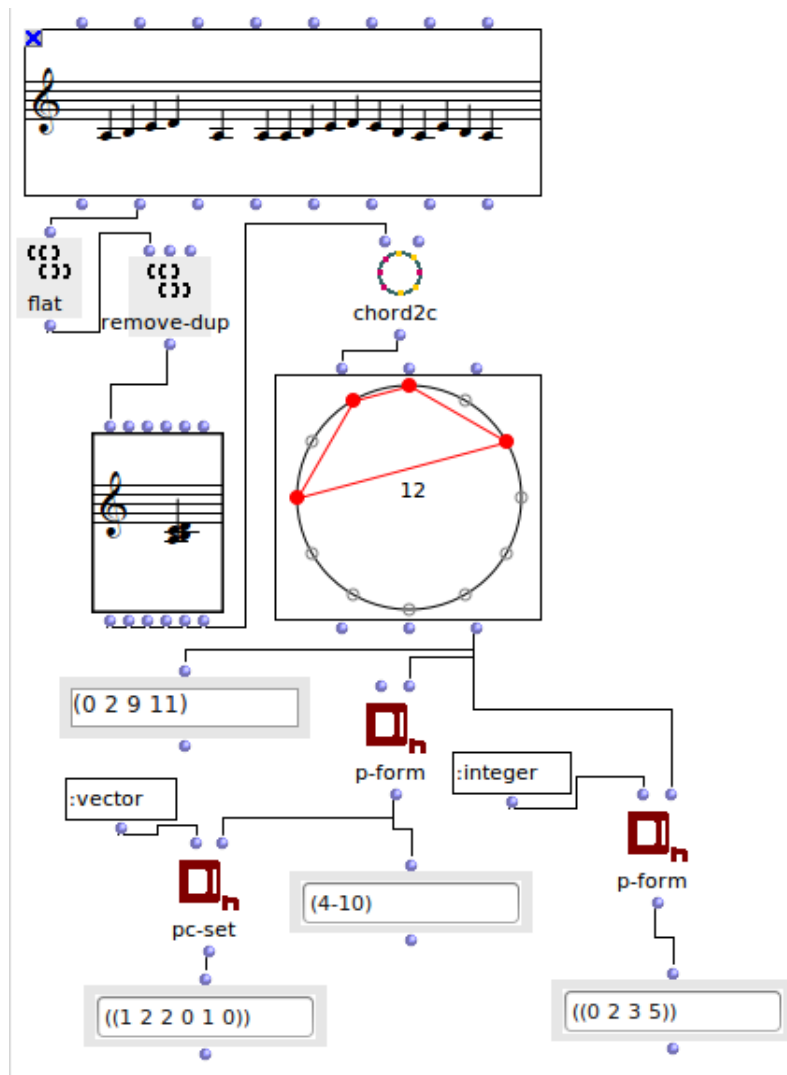 flat
remove-dup
chord2c
12
(0 2 9 11)
p-form
:integer
:vector
p-form
(4-10)
pc-set
((1 2 2 0 1 0))
((0 2 3 5))